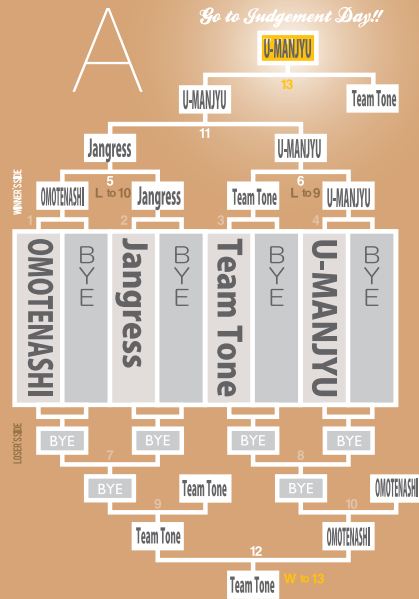 A
Go to Judgement Day!!
U-MANJYU
13
U-MANJYU
Team Tone
11
Jangress
U-MANJYU
WINNER'S SIDE
5
6
OMOTENASHI
L to 10
Jangress
Team Tone
L to 9
U-MANJYU
1
2
3
4
OMOTENASHI
BYE
Jangress
BYE
Team Tone
BYE
U-MANJYU
BYE
LOSER'S SIDE
BYE
BYE
BYE
BYE
7
8
BYE
Team Tone
BYE
OMOTENASHI
9
10
Team Tone
OMOTENASHI
12
Team Tone
W to 13